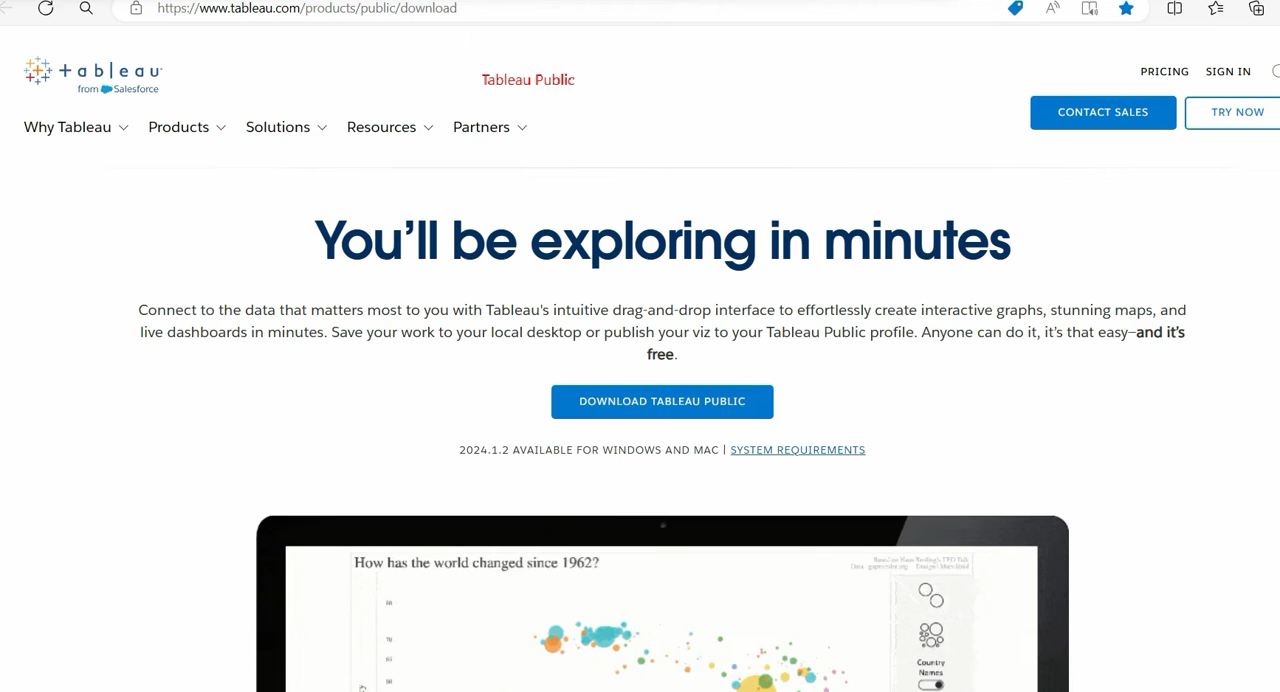 https://www.tableau.com/products/public/download
tableau
from Salesforce
Tableau Public
PRICING SIGN IN
CONTACT SALES TRY NOW
Why Tableau Products Solutions Resources Partners
You'll be exploring in minutes
Connect to the data that matters most to you with Tableau's intuitive drag-and-drop interface to effortlessly create interactive graphs, stunning maps, and
live dashboards in minutes. Save your work to your local desktop or publish your viz to your Tableau Public profile. Anyone can do it, it's that easy—and it's
free.
DOWNLOAD TABLEAU PUBLIC
2024.1.2 AVAILABLE FOR WINDOWS AND MAC | SYSTEM REQUIREMENTS
How has the world changed since 1962?
Country
Names